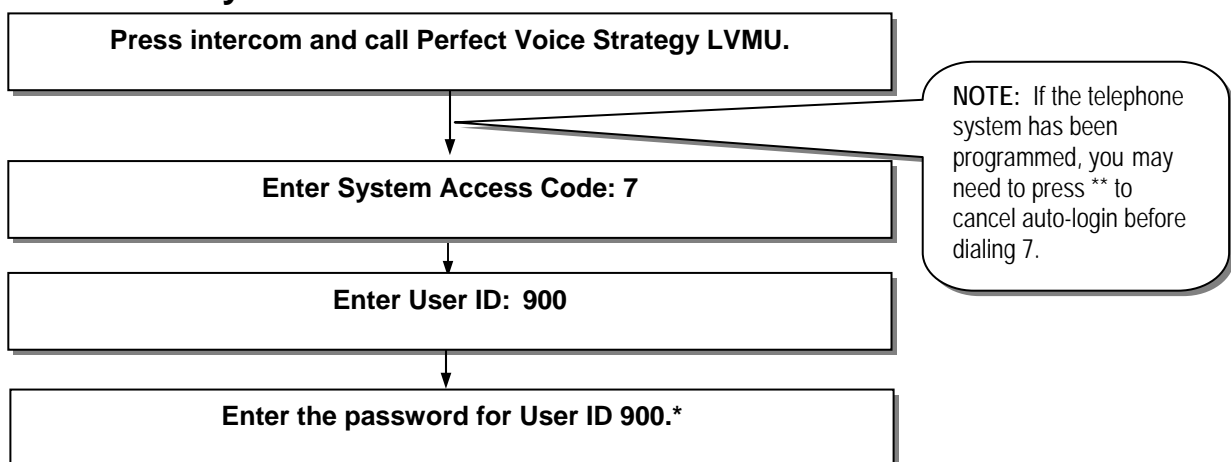 Press intercom and call Perfect Voice Strategy LVMU.
NOTE: If the telephone
system has been
programmed, you may
need to press ** to
cancel auto-login before
dialing 7.
Enter System Access Code: 7
Enter User ID: 900
Enter the password for User ID 900.*